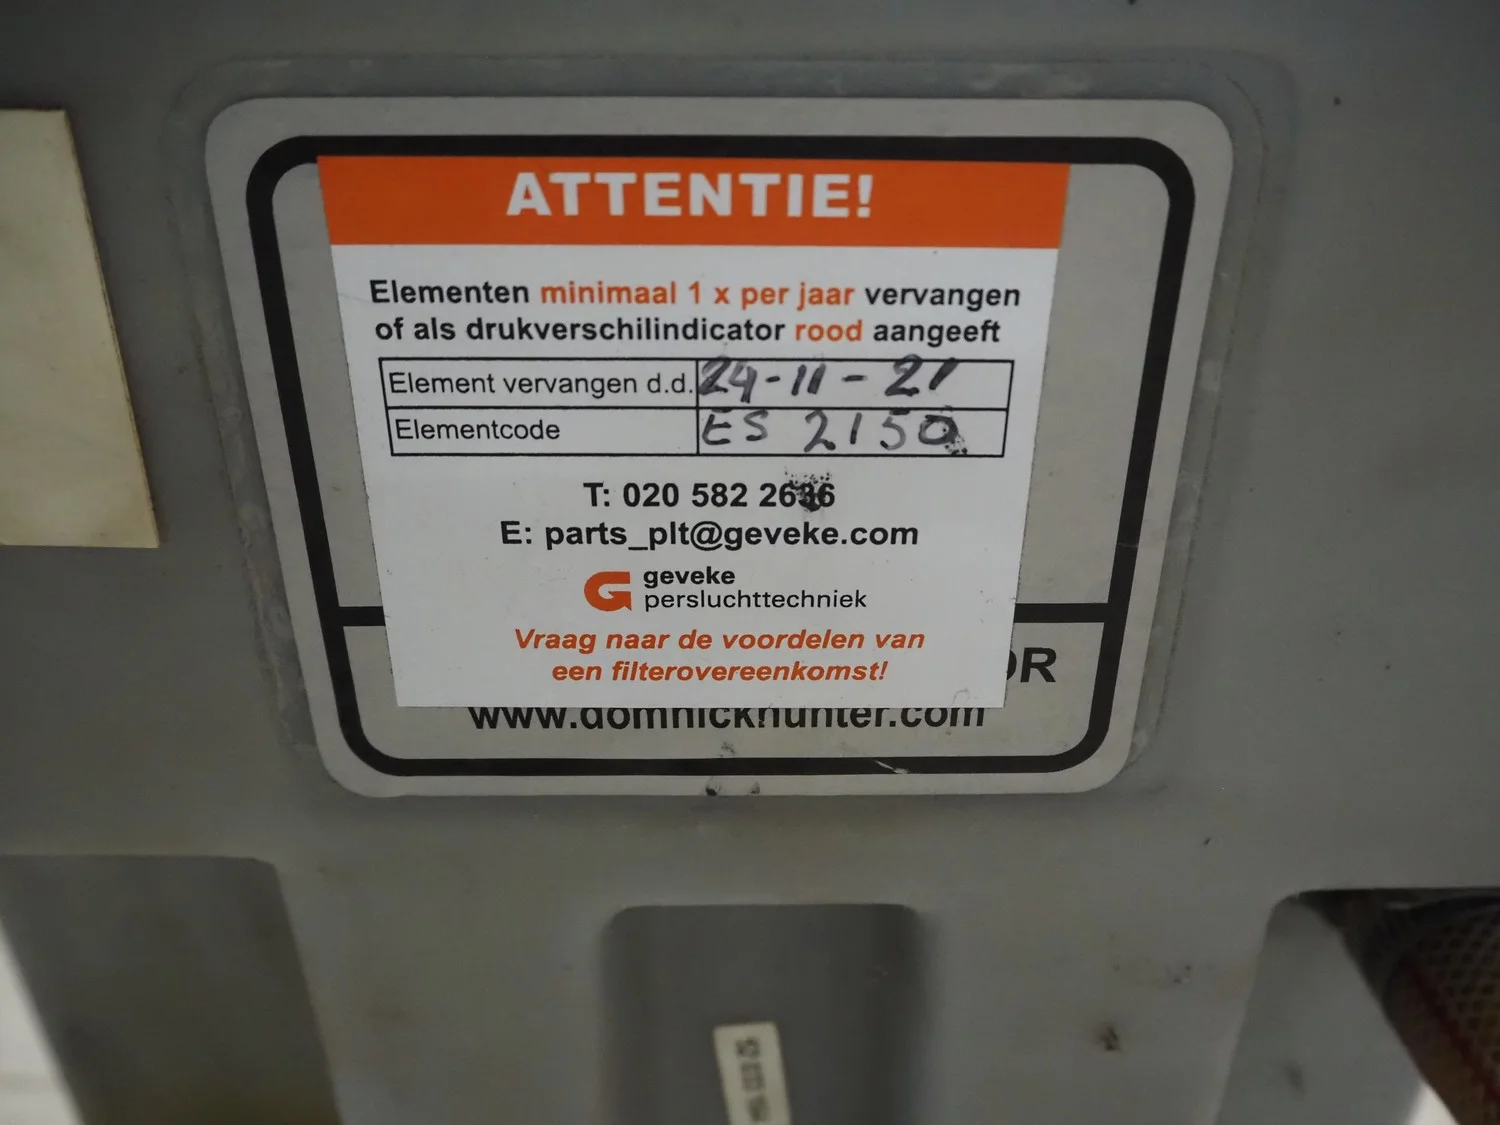 ATTENTIE!
Elementen minimaal 1 x per jaar vervangen
of als drukverschilindicator rood aangeeft
Element vervangen d.d. 24-11-21
Elementcode ES 2150
T: 020 582 2636
E: parts_plt@geveke.com
geveke
persluchttechniek
Vraag naar de voordelen van
een filterovereenkomst!
www.domnickhunter.com